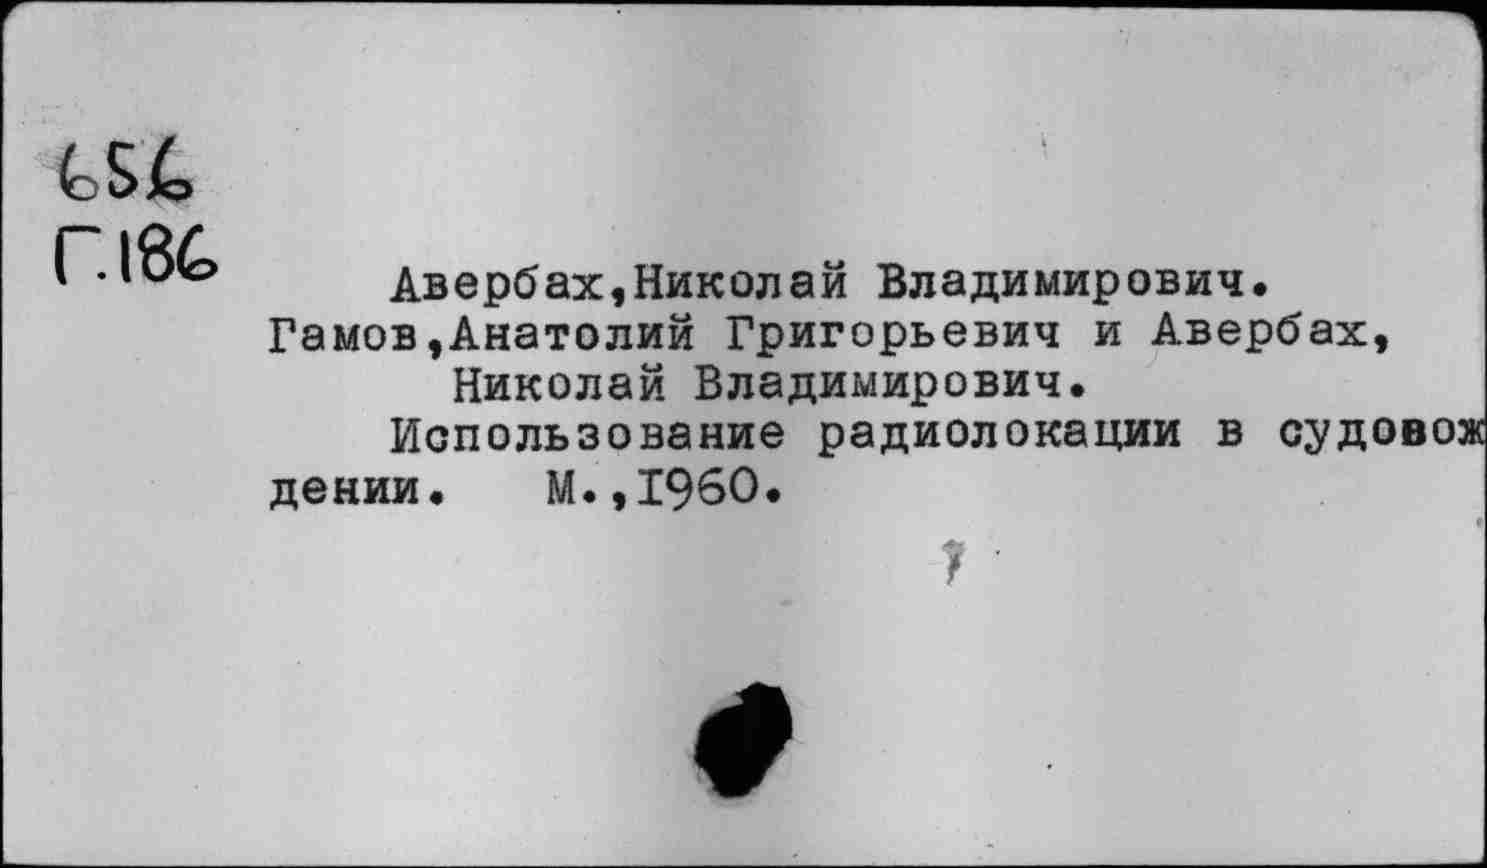 656
Г.186
Авербах,Николай Владимирович.
Гамов,Анатолий Григорьевич и Авербах,
Николай Владимирович.
Использование радиолокации в судовож
дении. М.,1960.